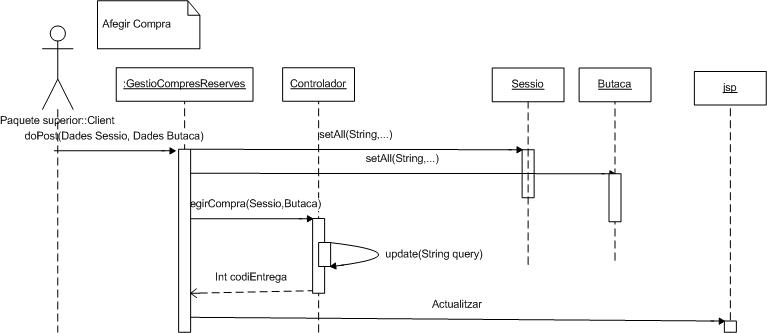 Afegir Compra
:GestioCompresReserves
Controlador
Sessio
Butaca
jsp
Paquete superior::Client
doPost(Dades Sessio, Dades Butaca)
setAll(String,...)
setAll(String,...)
egirCompra(Sessio,Butaca)
update(String query)
Int codiEntrega
Actualitzar